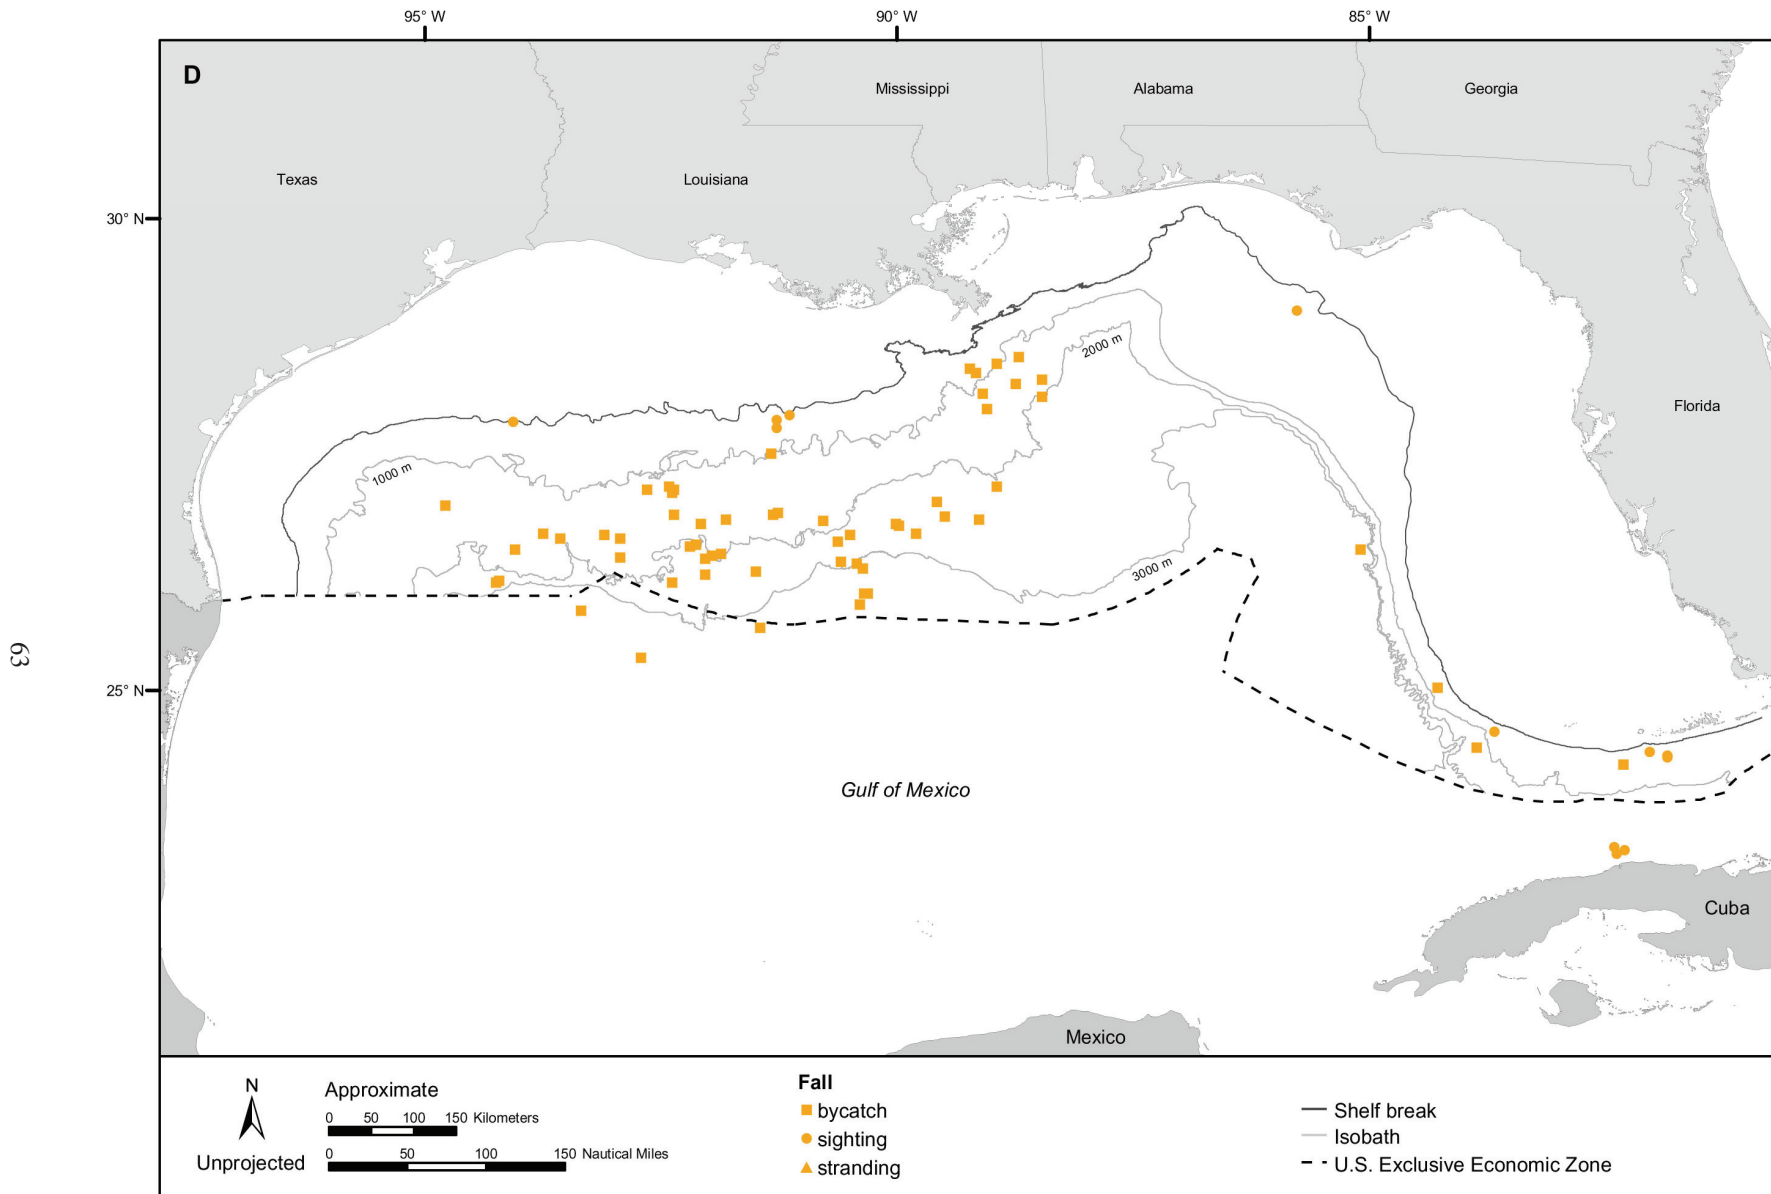 95° W
90° W
85° W
D
Mississippi
Alabama
Georgia
Texas
Louisiana
30° N
2000 m
Florida
1000 m
3000 m
63
25° N
Gulf of Mexico
Cuba
Mexico
N
Unprojected
Approximate
0 50 100 150 Kilometers
0 50 100 150 Nautical Miles
Fall
bycatch
sighting
stranding
Shelf break
Isobath
U.S. Exclusive Economic Zone